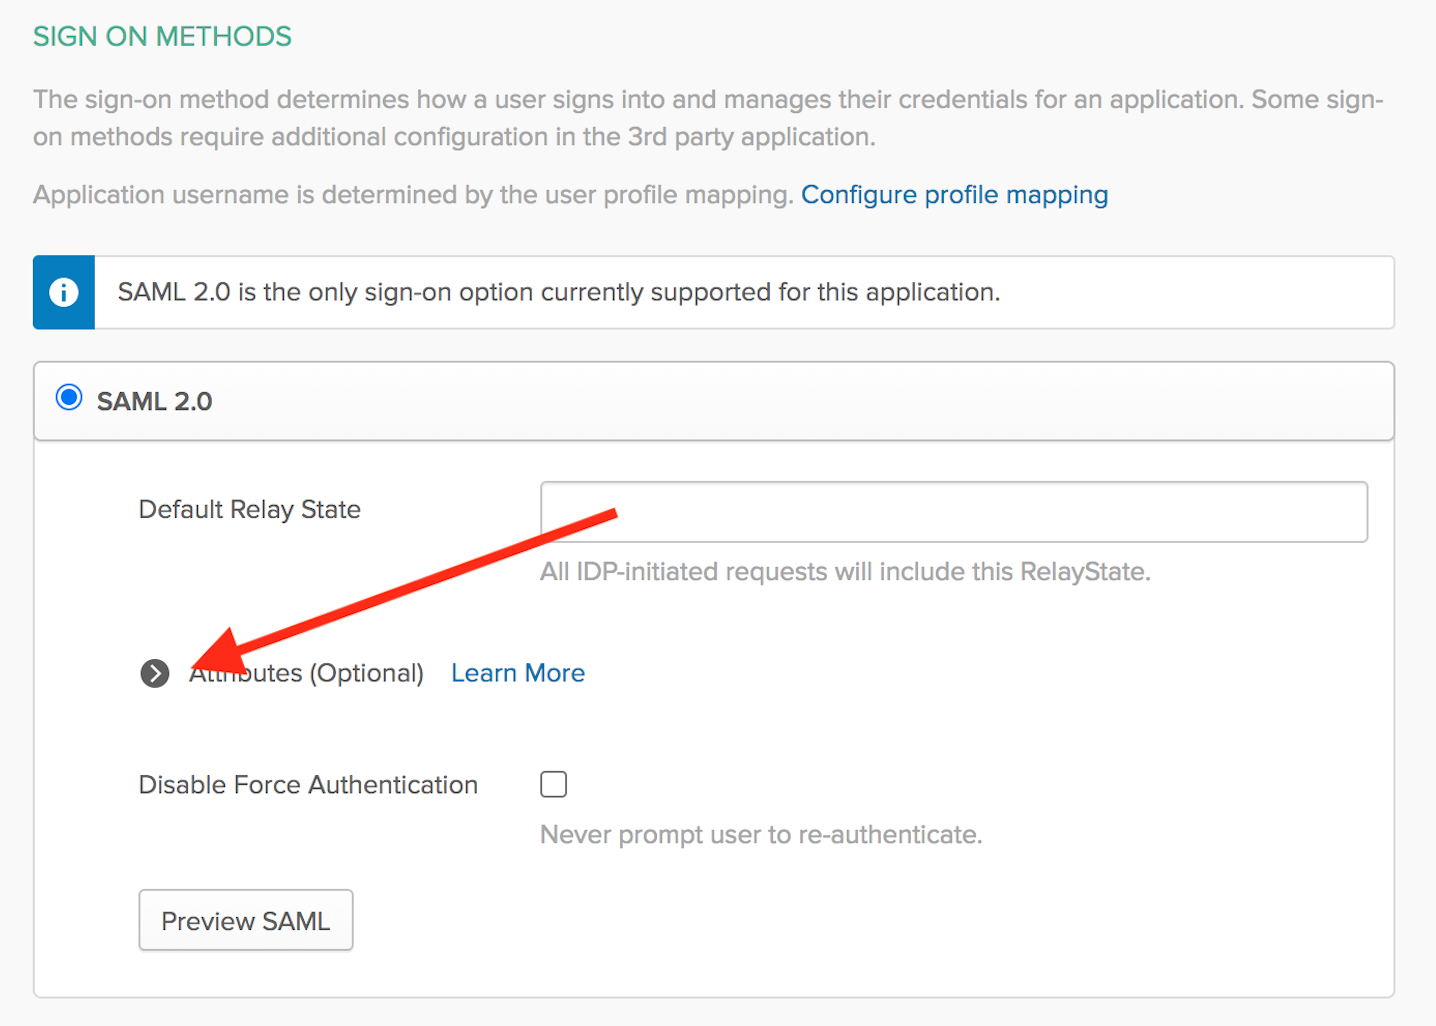 SIGN ON METHODS
The sign-on method determines how a user signs into and manages their credentials for an application. Some sign-
on methods require additional configuration in the 3rd party application.
Application username is determined by the user profile mapping. Configure profile mapping
SAML 2.0 is the only sign-on option currently supported for this application.
SAML 2.0
Default Relay State
All IDP-initiated requests will include this RelayState.
Attributes (Optional) Learn More
Disable Force Authentication
Never prompt user to re-authenticate.
Preview SAML